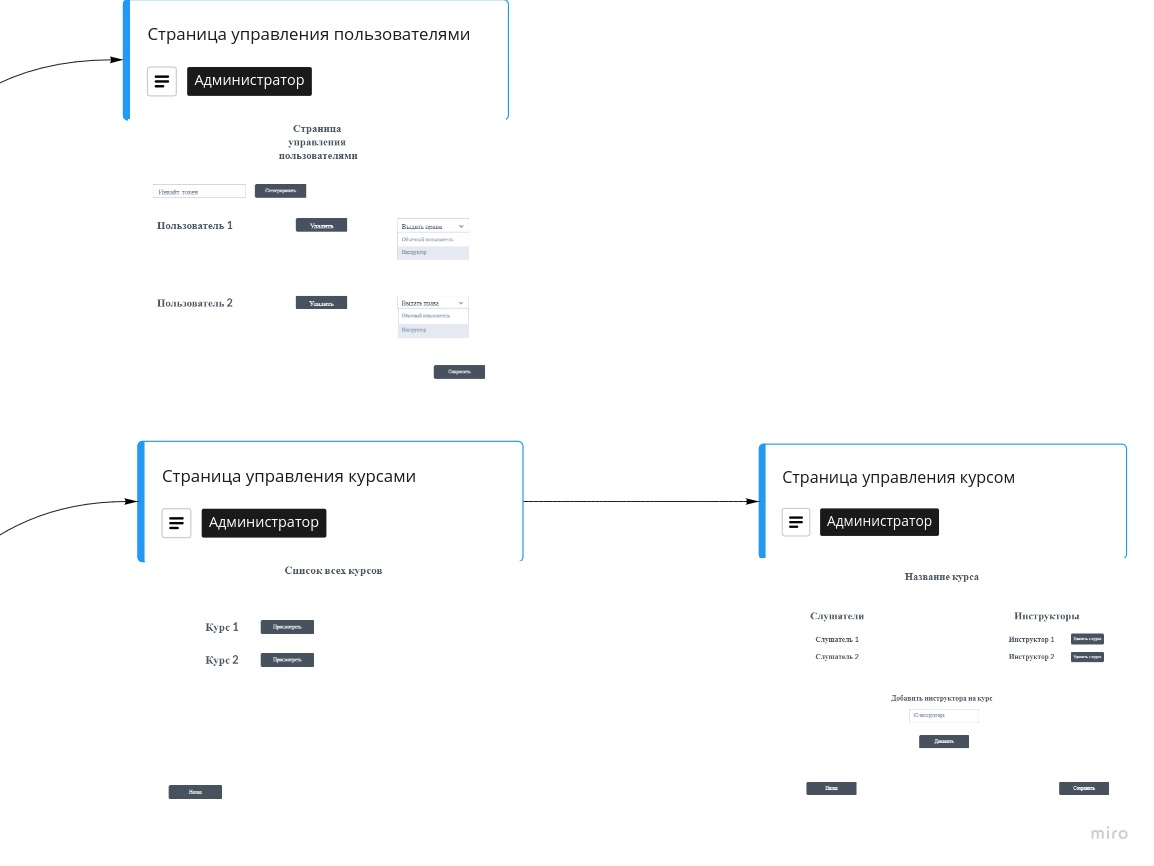 Страница управления пользователями
Администратор
Страница
управления
пользователями
Инвайт токен
Сгенерировать
Пользователь 1
Удалить
Выдать права
Обычный пользователь
Инструктор
Пользователь 2
Удалить
Выдать права
Обычный пользователь
Инструктор
Сохранить
Страница управления курсами
Администратор
Список всех курсов
Курс 1
Просмотреть
Курс 2
Просмотреть
Назад
Страница управления курсом
Администратор
Название курса
Слушатели
Инструкторы
Слушатель 1
Инструктор 1
Удалить с курса
Слушатель 2
Инструктор 2
Удалить с курса
Добавить инструктора на курс
ID инструктора
Добавить
Назад
Сохранить
miro